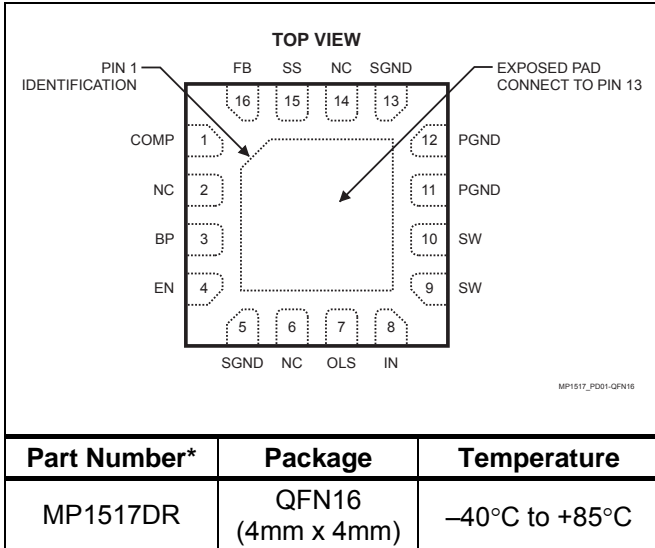 TOP VIEW
PIN 1
IDENTIFICATION
FB SS NC SGND
EXPOSED PAD
CONNECT TO PIN 13
16 15 14 13
COMP 1 12 PGND
NC 2 11 PGND
BP 3 10 SW
EN 4 9 SW
5 6 7 8
SGND NC OLS IN
MP1517_PD01-QFN16
Part Number* Package Temperature
MP1517DR QFN16 –40°C to +85°C
(4mm x 4mm)